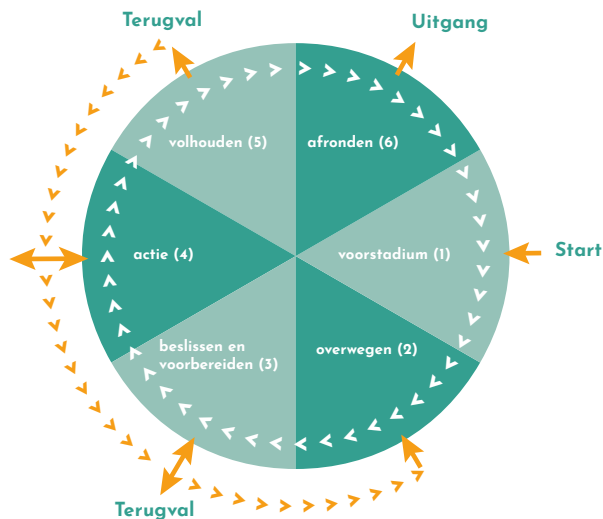 Terugval
Uitgang
volhouden (5)
afronden (6)
actie (4)
voorstadium (1)
Start
beslissen en
voorbereiden (3)
overwegen (2)
Terugval